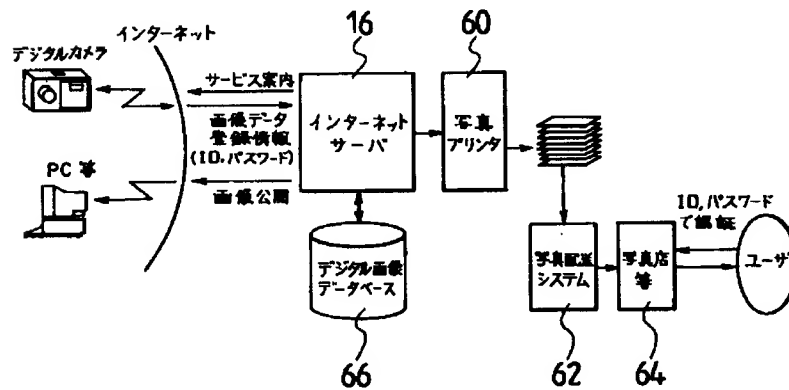 インターネット
デジタルカメラ
PC 等
サービス案内
画像データ
登録情報
(ID,パスワード)
画像公開
16
インターネット
サーバ
60
写真
プリンタ
デジタル画像
データベース
66
写真配送
システム
62
写真店
等
64
ID,パスワード
で認証
ユーザ